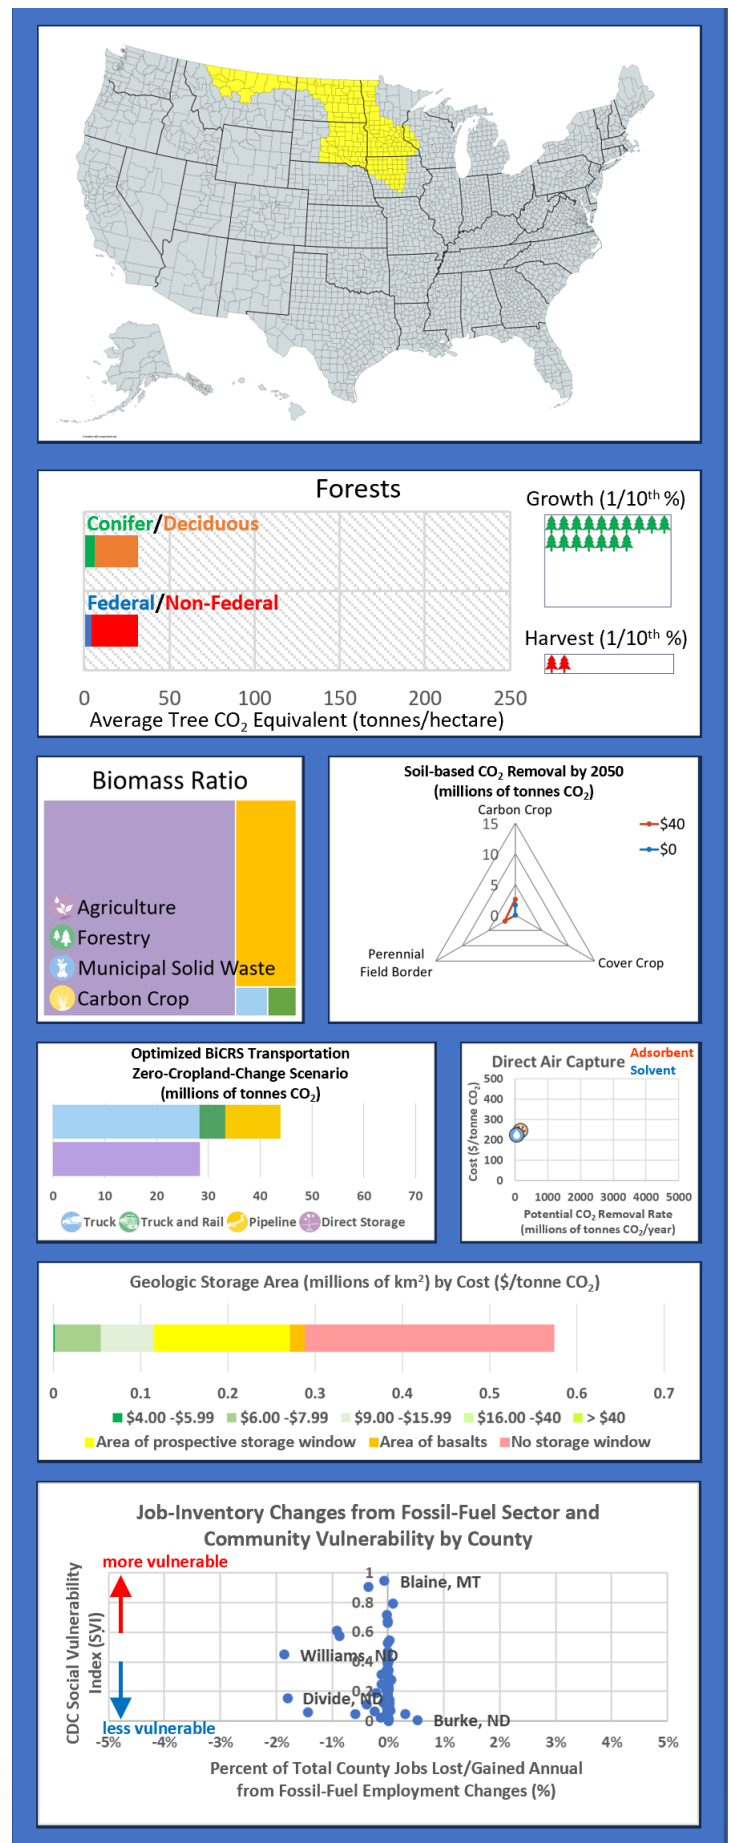 Forests
Conifer/Deciduous
Federal/Non-Federal
0 50 100 150 200 250
Average Tree CO2 Equivalent (tonnes/hectare)
Growth (1/10th %)
Harvest (1/10th %)
Biomass Ratio
Agriculture
Forestry
Municipal Solid Waste
Carbon Crop
Soil-based CO2 Removal by 2050
(millions of tonnes CO2)
Carbon Crop
15
10
5
0
Perennial
Field Border
Cover Crop
$40
$0
Optimized BiCRS Transportation
Zero-Cropland-Change Scenario
(millions of tonnes CO2)
0 10 20 30 40 50 60 70
Truck Truck and Rail Pipeline Direct Storage
Direct Air Capture
Adsorbent
Solvent
Cost ($/tonne CO2)
500
400
300
200
100
0
0 1000 2000 3000 4000 5000
Potential CO2 Removal Rate
(millions of tonnes CO2/year)
Geologic Storage Area (millions of km2) by Cost ($/tonne CO2)
0 0.1 0.2 0.3 0.4 0.5 0.6 0.7
$4.00 -$5.99 $6.00 -$7.99 $9.00 -$15.99 $16.00 -$40 > $40
Area of prospective storage window Area of basalts No storage window
Job-Inventory Changes from Fossil-Fuel Sector and
Community Vulnerability by County
more vulnerable
less vulnerable
CDC Social Vulnerability
Index (SVI)
1
0.8
0.6
0.4
0.2
0
Blaine, MT
Williams, ND
Divide, ND
Burke, ND
-5% -4% -3% -2% -1% 0% 1% 2% 3% 4% 5%
Percent of Total County Jobs Lost/Gained Annual
from Fossil-Fuel Employment Changes (%)